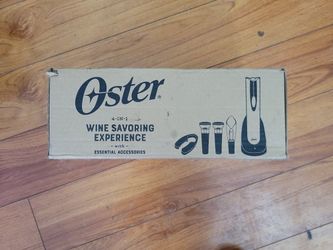 Oster®
4-IN-1
WINE SAVORING
EXPERIENCE
with
ESSENTIAL ACCESSORIES